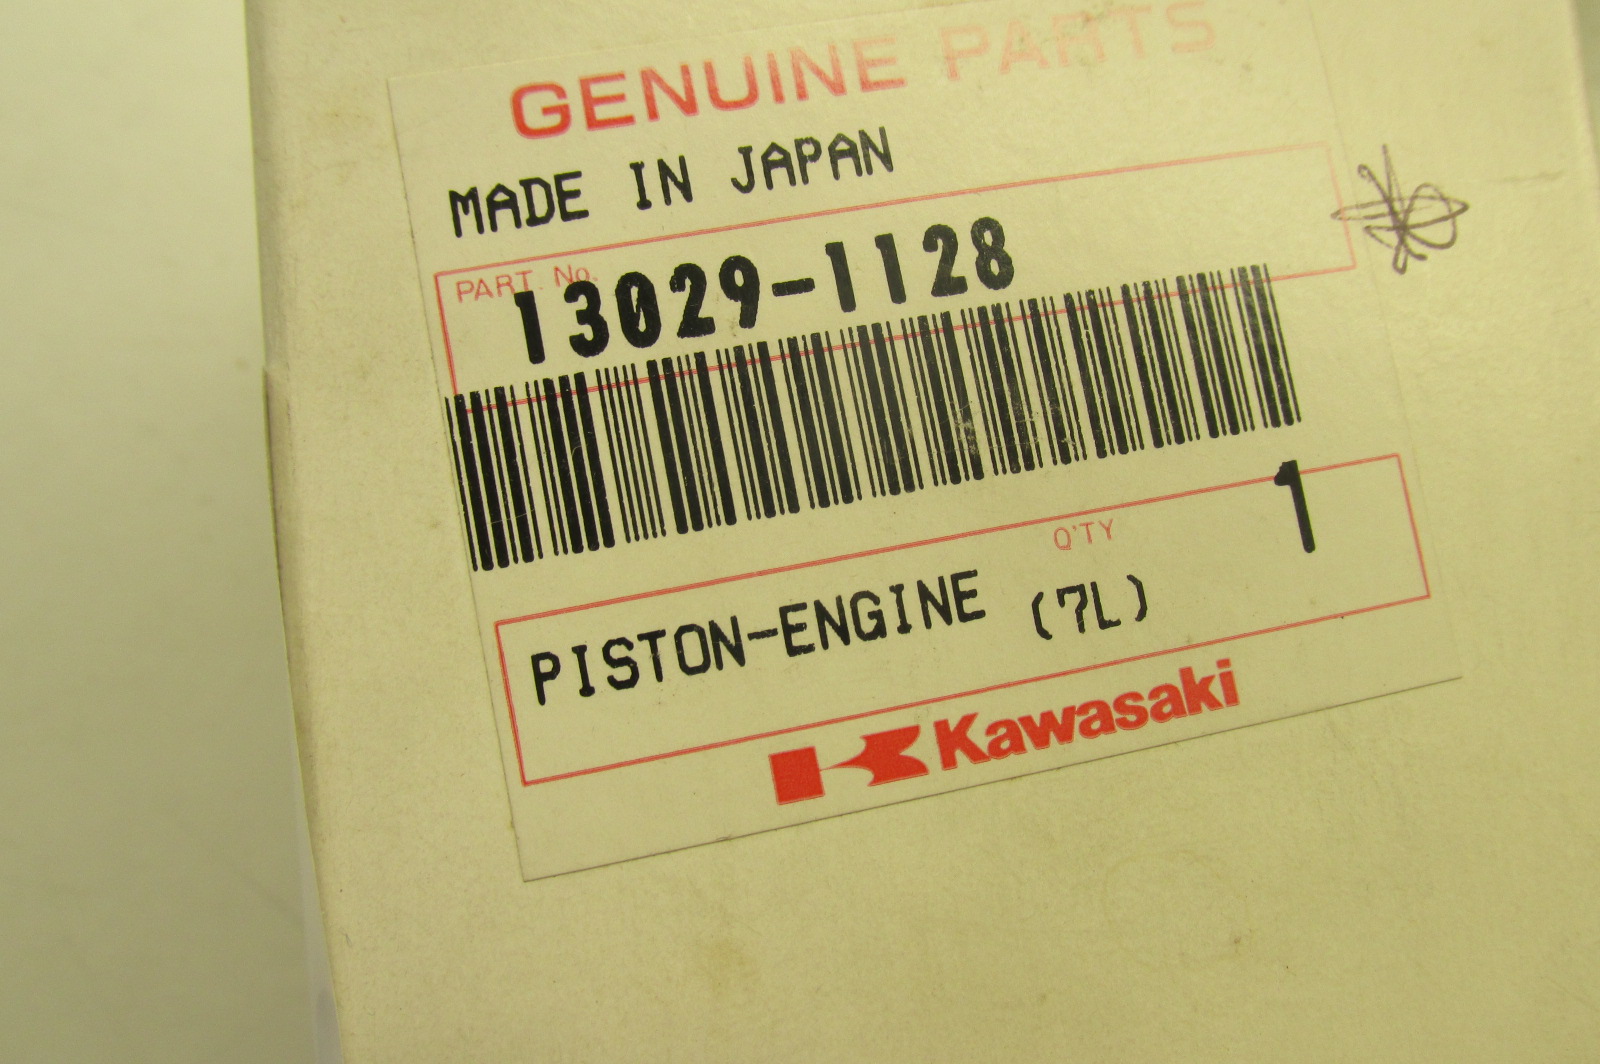 GENUINE PARTS
MADE IN JAPAN
PART. No.
13029-1128
Q'TY 1
PISTON-ENGINE (7L)
Kawasaki